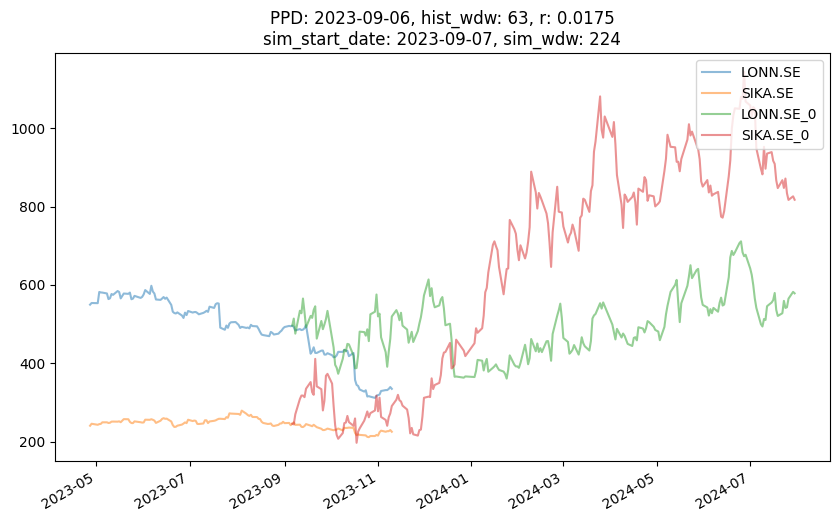 PPD: 2023-09-06, hist_wdw: 63, r: 0.0175
sim_start_date: 2023-09-07, sim_wdw: 224
LONN.SE
SIKA.SE
LONN.SE_0
SIKA.SE_0
1000
800
600
400
200
2023-05
2023-07
2023-09
2023-11
2024-01
2024-03
2024-05
2024-07